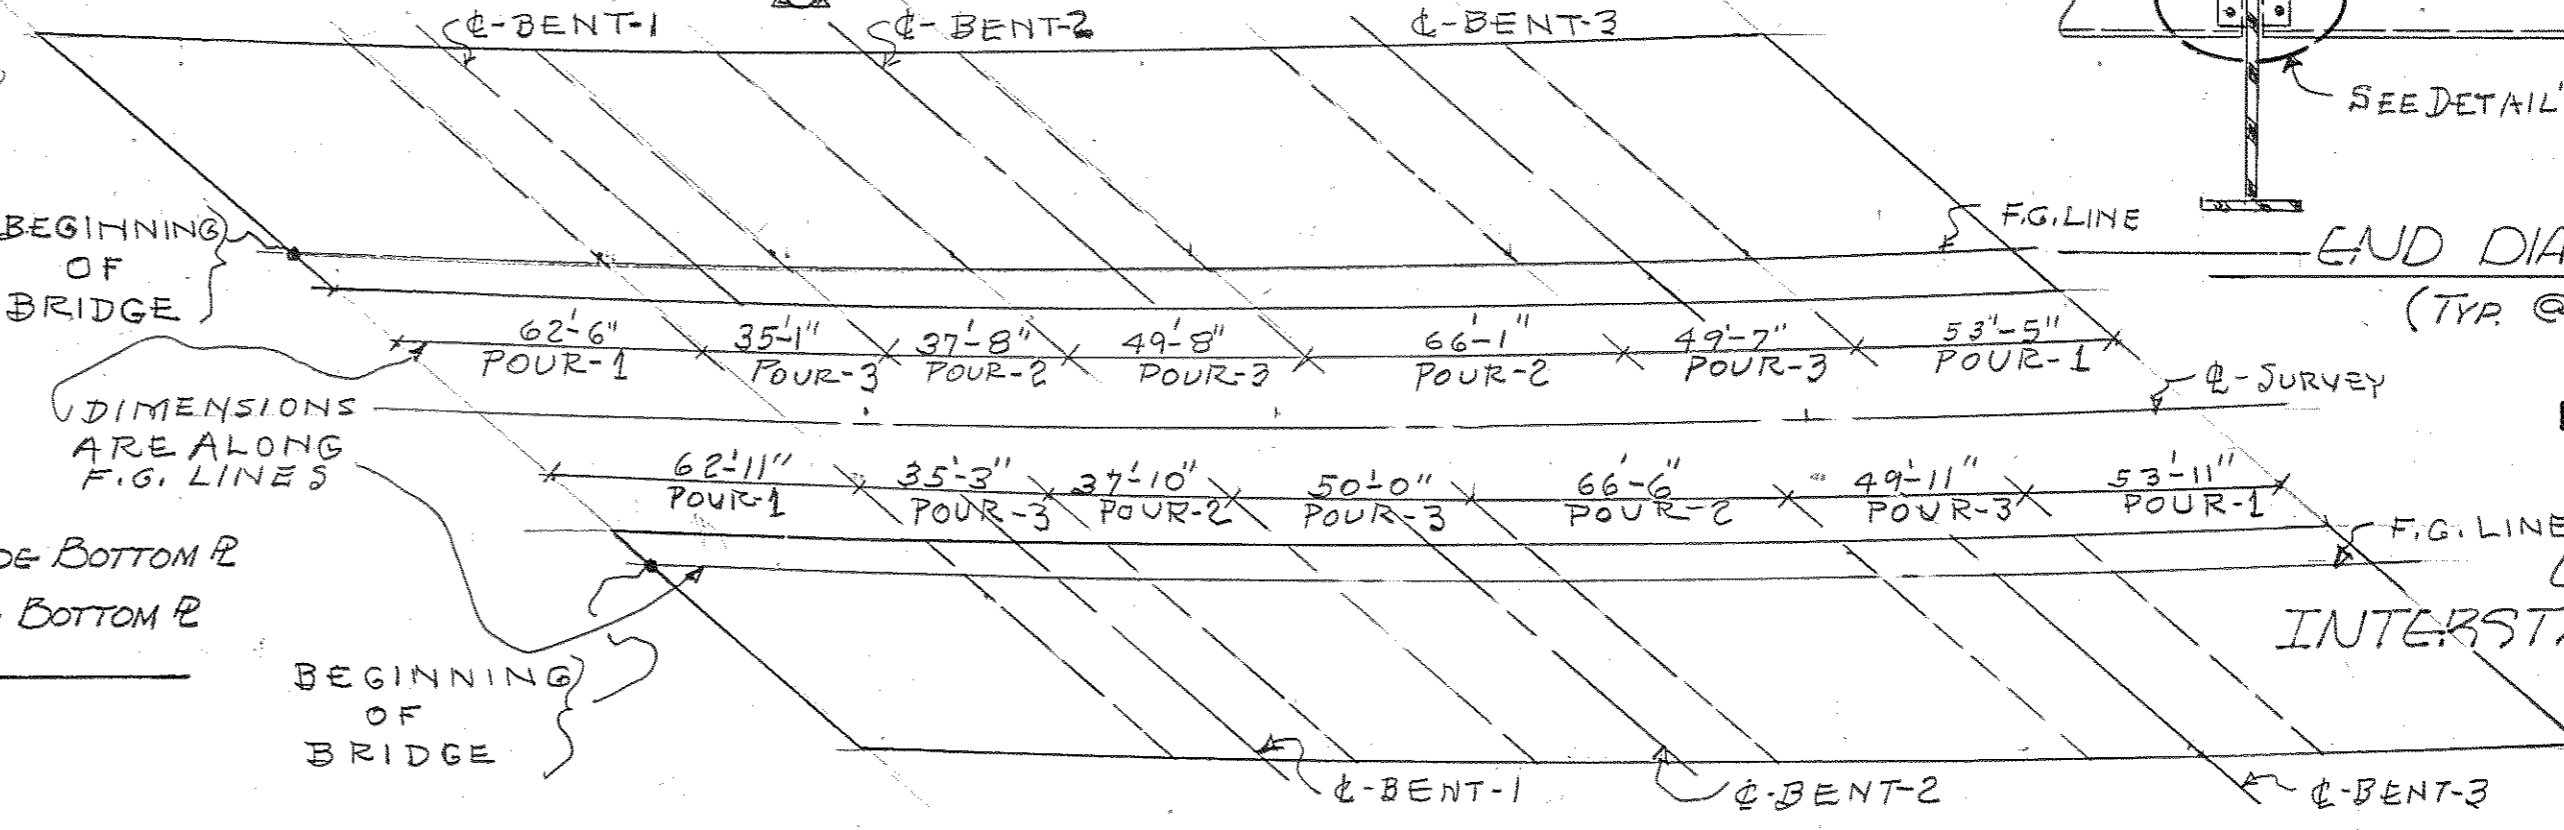 ℄-BENT-1
℄-BENT-2
℄-BENT-3
SEE DETAIL
BEGINNING
OF
BRIDGE
F.G. LINE
END DIA
(TYP. @
62'-6"
POUR-1
35'-1"
POUR-3
37'-8"
POUR-2
49'-8"
POUR-3
66'-1"
POUR-2
49'-7"
POUR-3
53"-5"
POUR-1
℄-SURVEY
DIMENSIONS
ARE ALONG
F.G. LINES
62'-11"
POUR-1
35'-3"
POUR-3
37'-10"
POUR-2
50'-0"
POUR-3
66'-6"
POUR-2
49'-11"
POUR-3
53'-11"
POUR-1
F.G. LINE
DE BOTTOM ⅊
BOTTOM ⅊
INTERSTA
BEGINNING
OF
BRIDGE
℄-BENT-1
℄-BENT-2
℄-BENT-3